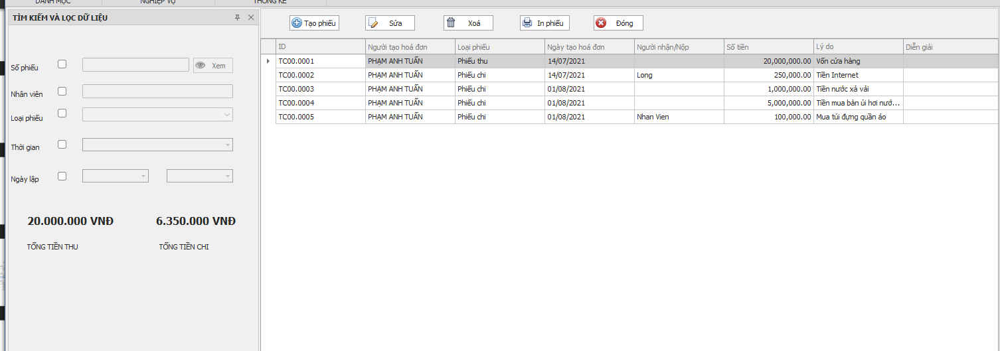 DANH MỤC NGHIỆP VỤ THỐNG KÊ
TÌM KIẾM VÀ LỌC DỮ LIỆU
Số phiếu Xem
Nhân viên
Loại phiếu
Thời gian
Ngày lập
20.000.000 VNĐ 6.350.000 VNĐ
TỔNG TIỀN THU TỔNG TIỀN CHI
Tạo phiếu Sửa Xoá In phiếu Đóng
ID Người tạo hoá đơn Loại phiếu Ngày tạo hoá đơn Người nhận/Nộp Số tiền Lý do Diễn giải
TC00.0001 PHẠM ANH TUẤN Phiếu thu 14/07/2021 20,000,000.00 Vốn cửa hàng
TC00.0002 PHẠM ANH TUẤN Phiếu chi 14/07/2021 Long 250,000.00 Tiền Internet
TC00.0003 PHẠM ANH TUẤN Phiếu chi 01/08/2021 1,000,000.00 Tiền nước xả vải
TC00.0004 PHẠM ANH TUẤN Phiếu chi 01/08/2021 5,000,000.00 Tiền mua bàn ủi hơi nướ...
TC00.0005 PHẠM ANH TUẤN Phiếu chi 01/08/2021 Nhan Vien 100,000.00 Mua túi đựng quần áo